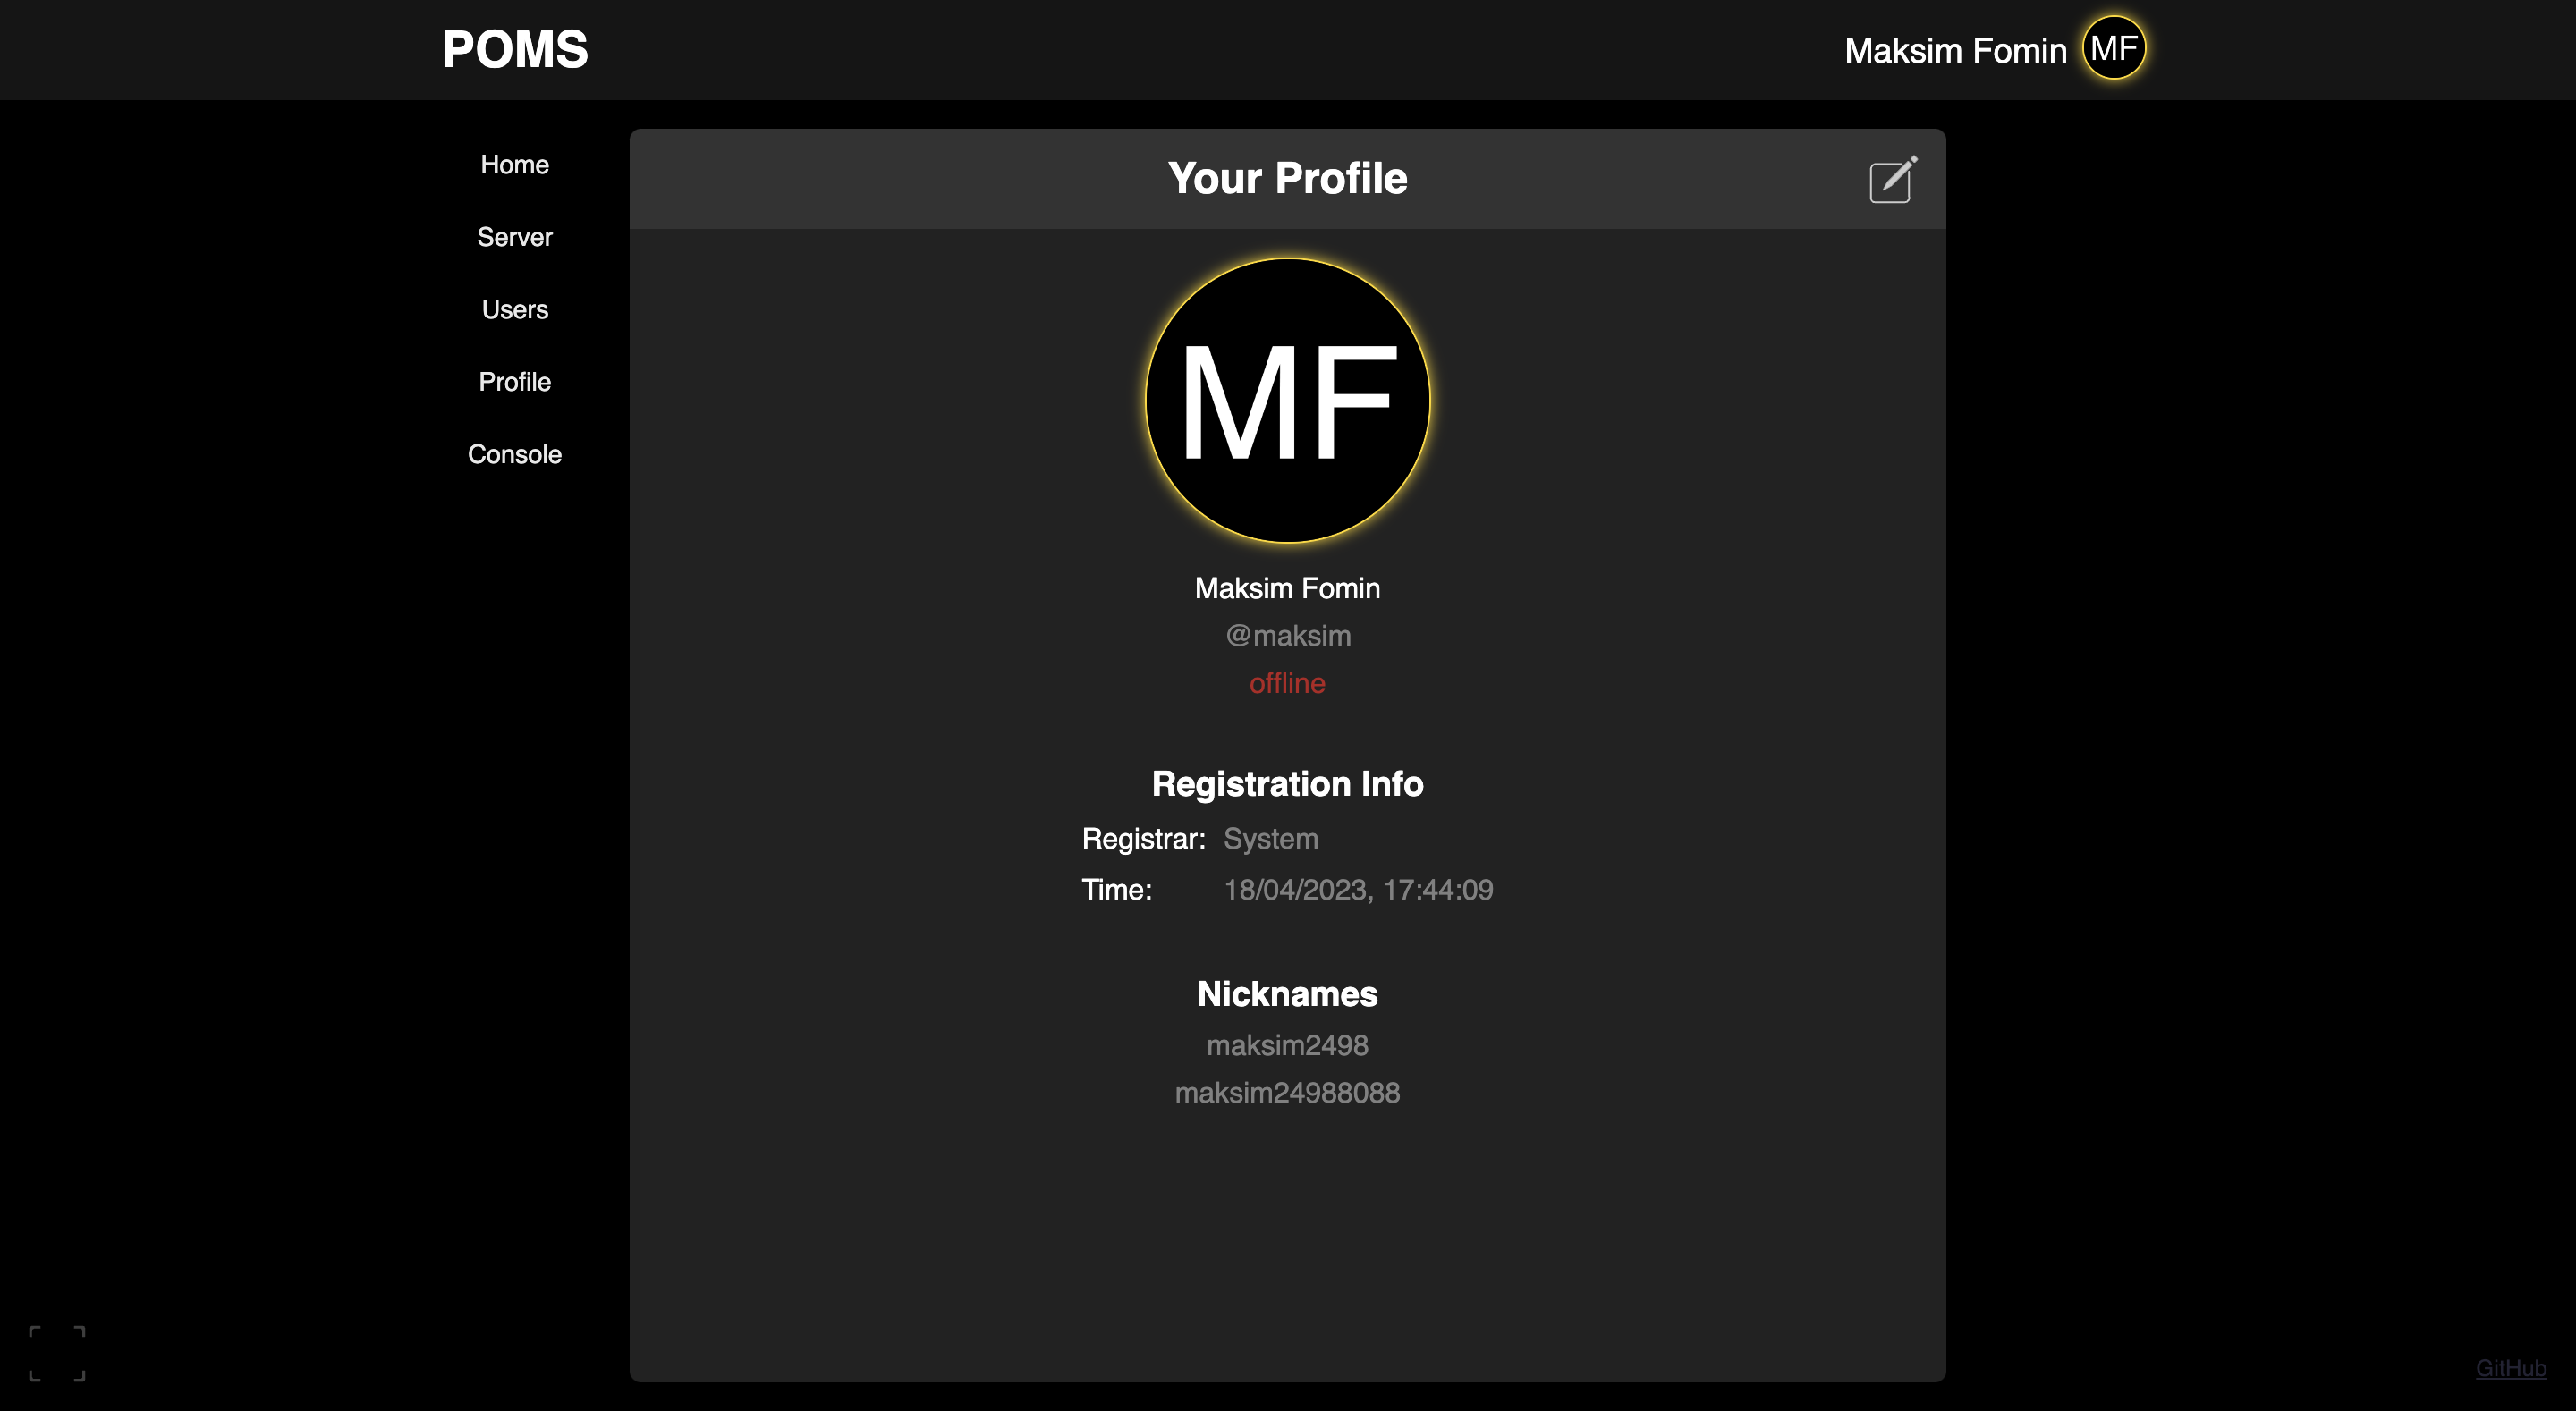 POMS
Maksim Fomin MF
Home
Server
Users
Profile
Console
Your Profile
MF
Maksim Fomin
@maksim
offline
Registration Info
Registrar: System
Time: 18/04/2023, 17:44:09
Nicknames
maksim2498
maksim24988088
GitHub